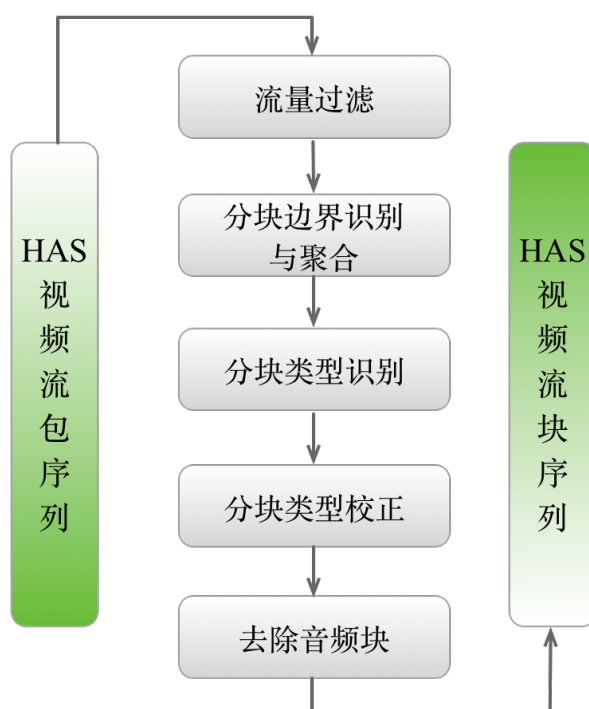 HAS
视
频
流
包
序
列
流量过滤
分块边界识别
与聚合
分块类型识别
分块类型校正
去除音频块
HAS
视
频
流
块
序
列